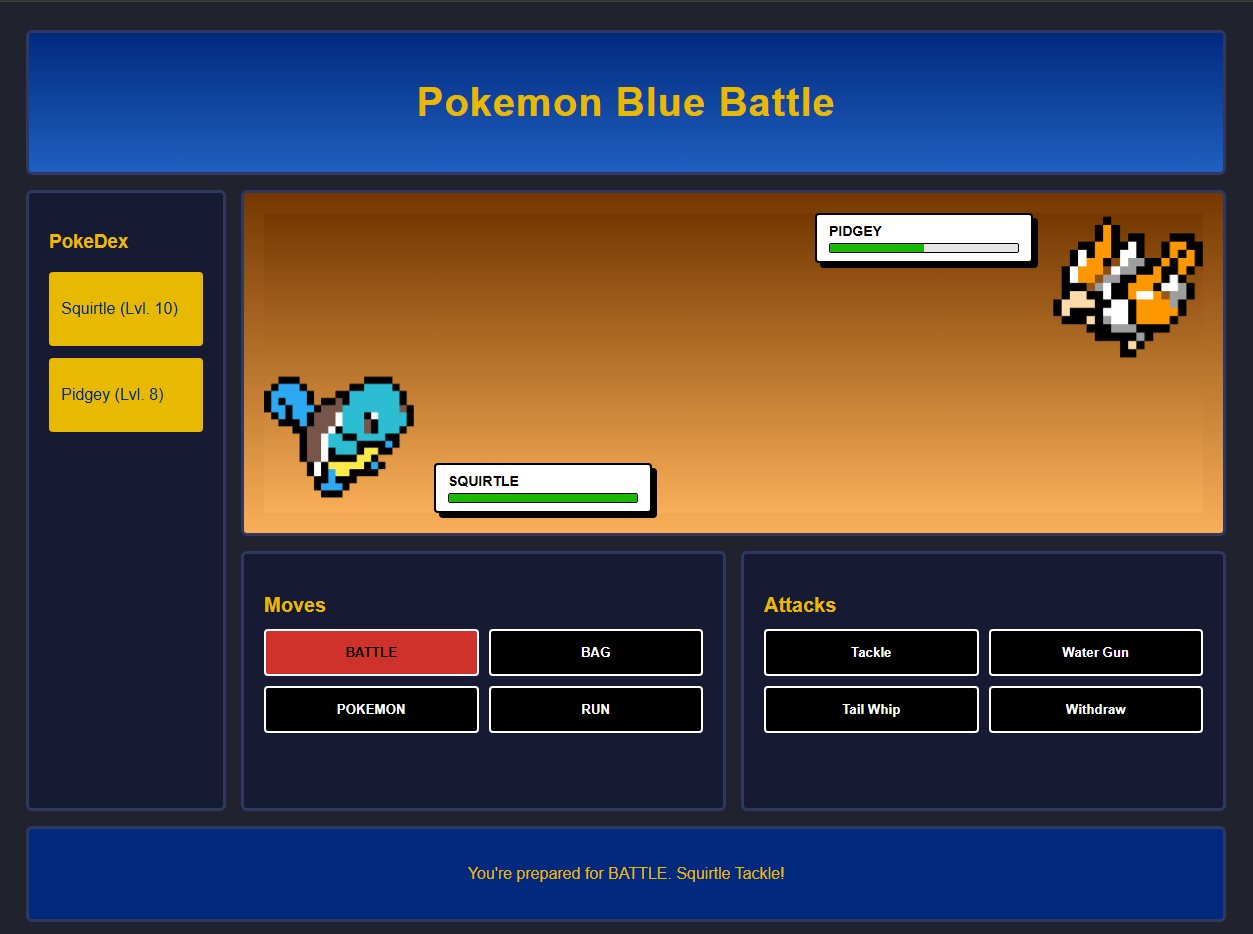 Pokemon Blue Battle
PokeDex
Squirtle (Lvl. 10)
Pidgey (Lvl. 8)
PIDGEY
SQUIRTLE
Moves
BATTLE
BAG
POKEMON
RUN
Attacks
Tackle
Water Gun
Tail Whip
Withdraw
You're prepared for BATTLE. Squirtle Tackle!